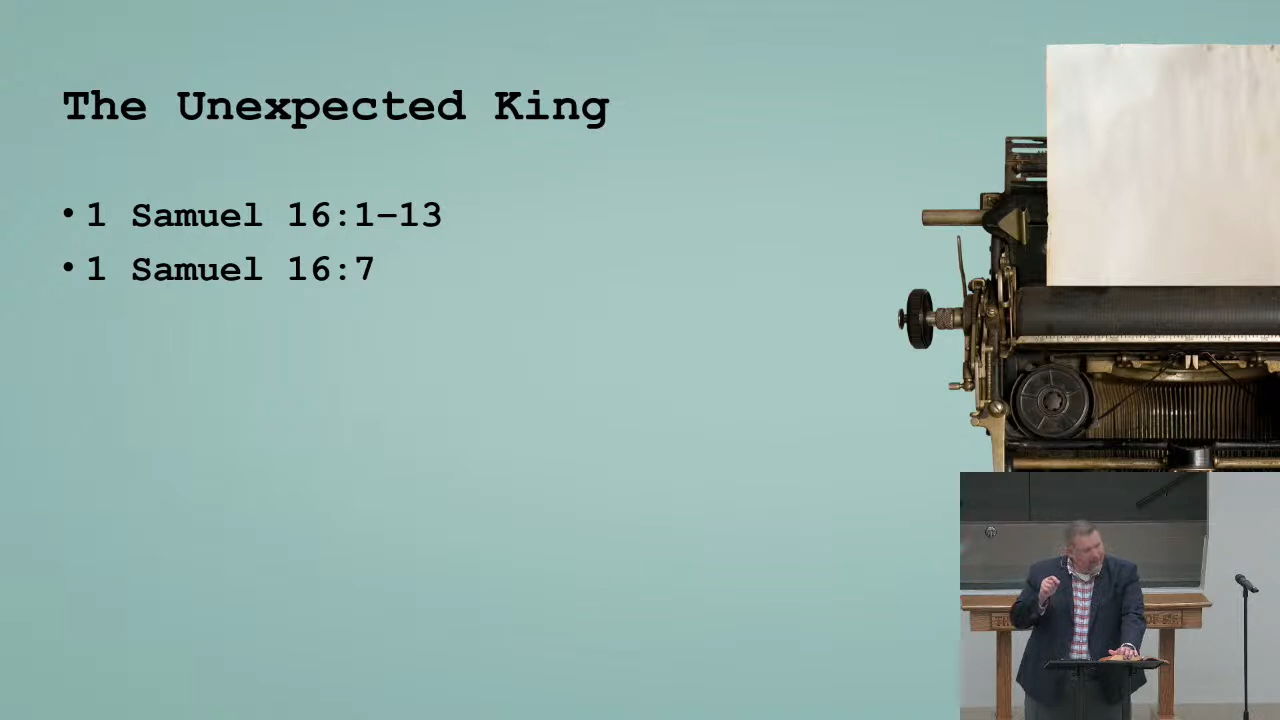 The Unexpected King
• 1 Samuel 16:1–13
• 1 Samuel 16:7